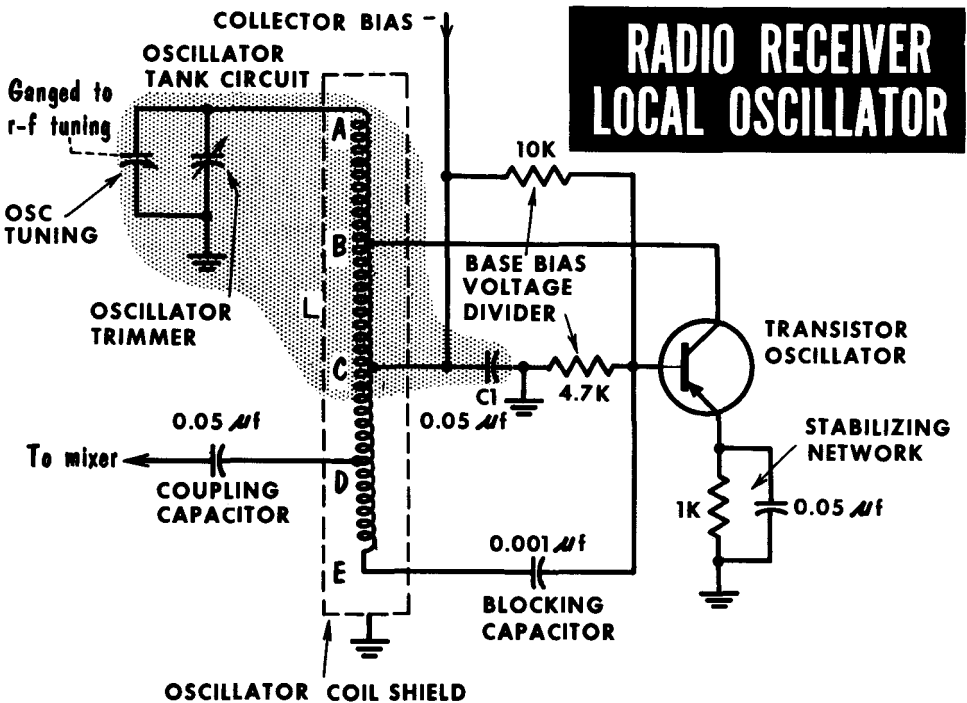 COLLECTOR BIAS −
RADIO RECEIVER
LOCAL OSCILLATOR
OSCILLATOR
TANK CIRCUIT
Ganged to
r-f tuning
A
10K
OSC
TUNING
B
BASE BIAS
VOLTAGE
DIVIDER
OSCILLATOR
TRIMMER
L
TRANSISTOR
OSCILLATOR
C
C1
4.7K
0.05 μf
0.05 μf
STABILIZING
NETWORK
To mixer
D
COUPLING
CAPACITOR
1K
0.05 μf
0.001 μf
E
BLOCKING
CAPACITOR
OSCILLATOR COIL SHIELD